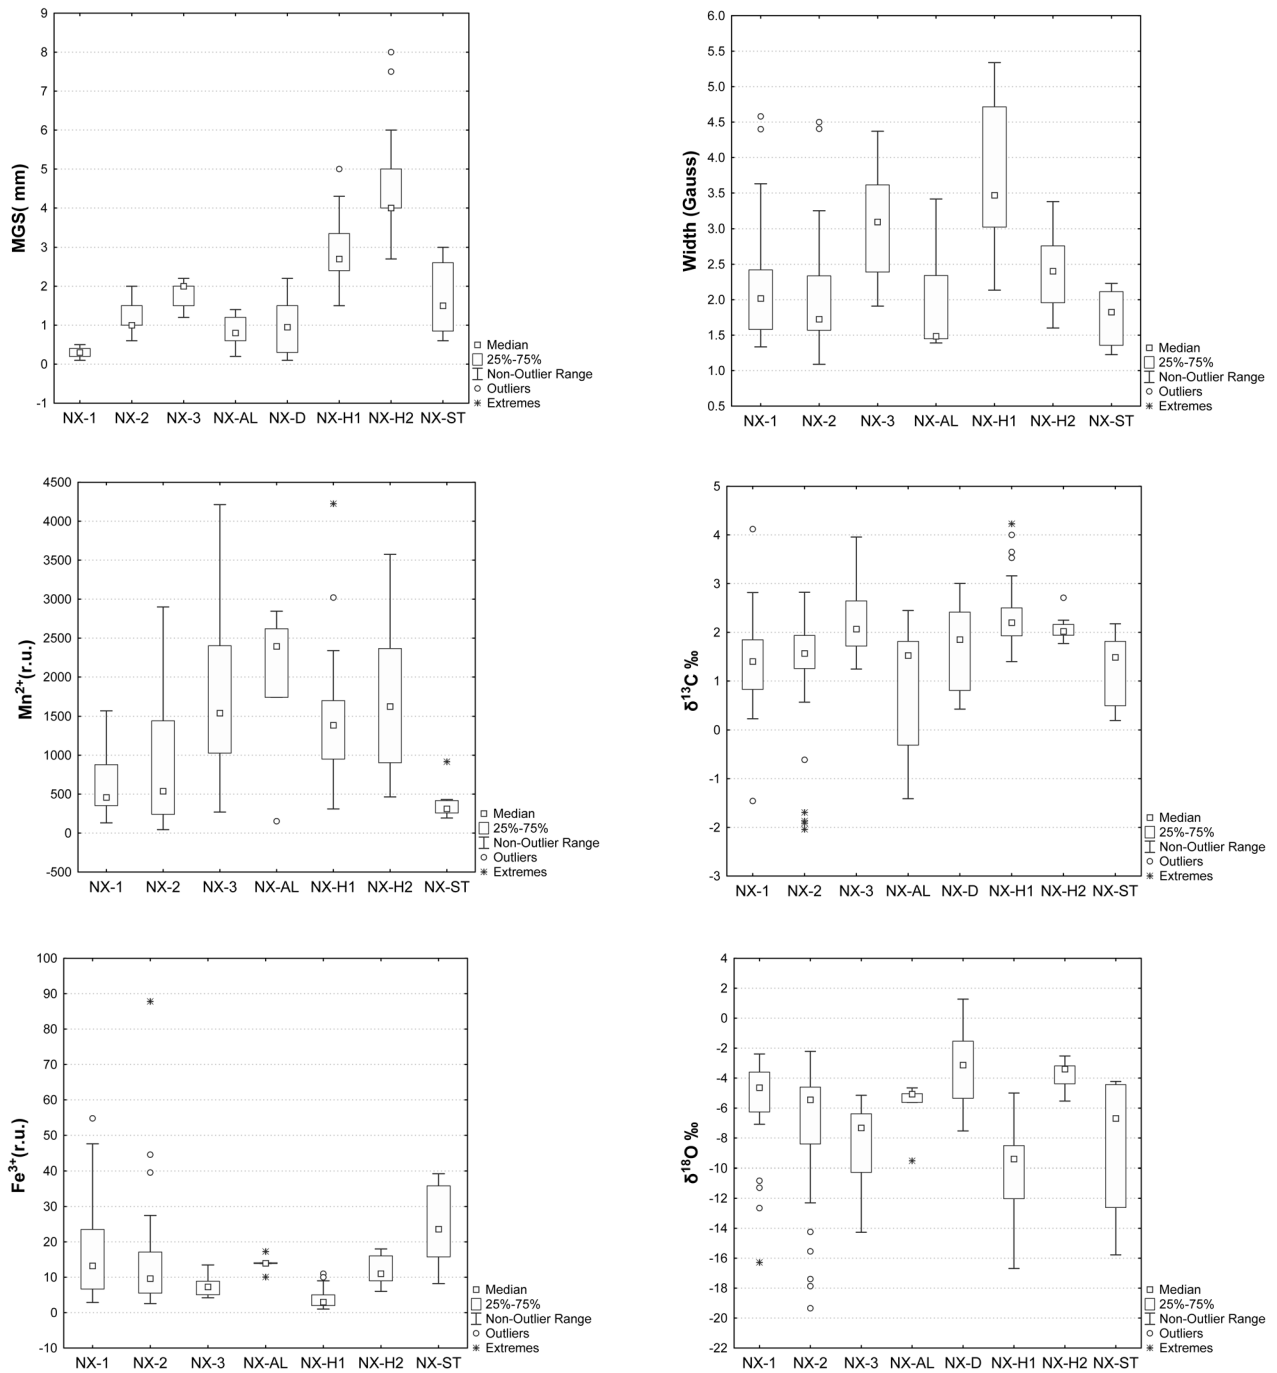 9
8
7
6
5
4
3
2
1
0
-1
MGS( mm)
NX-1 NX-2 NX-3 NX-AL NX-D NX-H1 NX-H2 NX-ST
Median
25%-75%
Non-Outlier Range
Outliers
Extremes
6.0
5.5
5.0
4.5
4.0
3.5
3.0
2.5
2.0
1.5
1.0
0.5
Width (Gauss)
NX-1 NX-2 NX-3 NX-AL NX-H1 NX-H2 NX-ST
Median
25%-75%
Non-Outlier Range
Outliers
Extremes
4500
4000
3500
3000
2500
2000
1500
1000
500
0
-500
Mn²⁺(r.u.)
NX-1 NX-2 NX-3 NX-AL NX-H1 NX-H2 NX-ST
Median
25%-75%
Non-Outlier Range
Outliers
Extremes
5
4
3
2
1
0
-1
-2
-3
δ¹³C ‰
NX-1 NX-2 NX-3 NX-AL NX-D NX-H1 NX-H2 NX-ST
Median
25%-75%
Non-Outlier Range
Outliers
Extremes
100
90
80
70
60
50
40
30
20
10
0
-10
Fe³⁺(r.u.)
NX-1 NX-2 NX-3 NX-AL NX-H1 NX-H2 NX-ST
Median
25%-75%
Non-Outlier Range
Outliers
Extremes
4
2
0
-2
-4
-6
-8
-10
-12
-14
-16
-18
-20
-22
δ¹⁸O ‰
NX-1 NX-2 NX-3 NX-AL NX-D NX-H1 NX-H2 NX-ST
Median
25%-75%
Non-Outlier Range
Outliers
Extremes